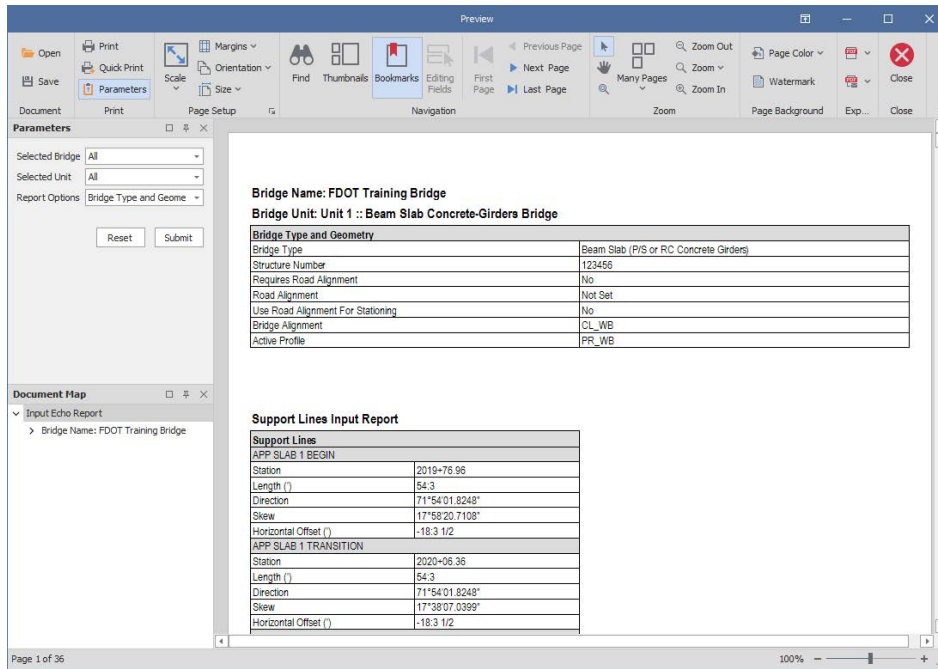 Preview
Open
Save
Document
Print
Quick Print
Parameters
Print
Scale
Margins
Orientation
Size
Page Setup
Find
Thumbnails
Bookmarks
Editing Fields
First Page
Previous Page
Next Page
Last Page
Navigation
Many Pages
Zoom Out
Zoom
Zoom In
Zoom
Page Color
Watermark
Page Background
Exp...
Close
Close
Parameters
Selected Bridge All
Selected Unit All
Report Options Bridge Type and Geome
Reset Submit
Document Map
Input Echo Report
Bridge Name: FDOT Training Bridge
Bridge Name: FDOT Training Bridge
Bridge Unit: Unit 1 :: Beam Slab Concrete-Girders Bridge
Bridge Type and Geometry
Bridge Type Beam Slab (P/S or RC Concrete Girders)
Structure Number 123456
Requires Road Alignment No
Road Alignment Not Set
Use Road Alignment For Stationing No
Bridge Alignment CL_WB
Active Profile PR_WB
Support Lines Input Report
Support Lines
APP SLAB 1 BEGIN
Station 2019+76.96
Length (') 54:3
Direction 71°54'01.8248"
Skew 17°58'20.7108"
Horizontal Offset (') -18:3 1/2
APP SLAB 1 TRANSITION
Station 2020+06.36
Length (') 54:3
Direction 71°54'01.8248"
Skew 17°38'07.0399"
Horizontal Offset (') -18:3 1/2
Page 1 of 36
100%